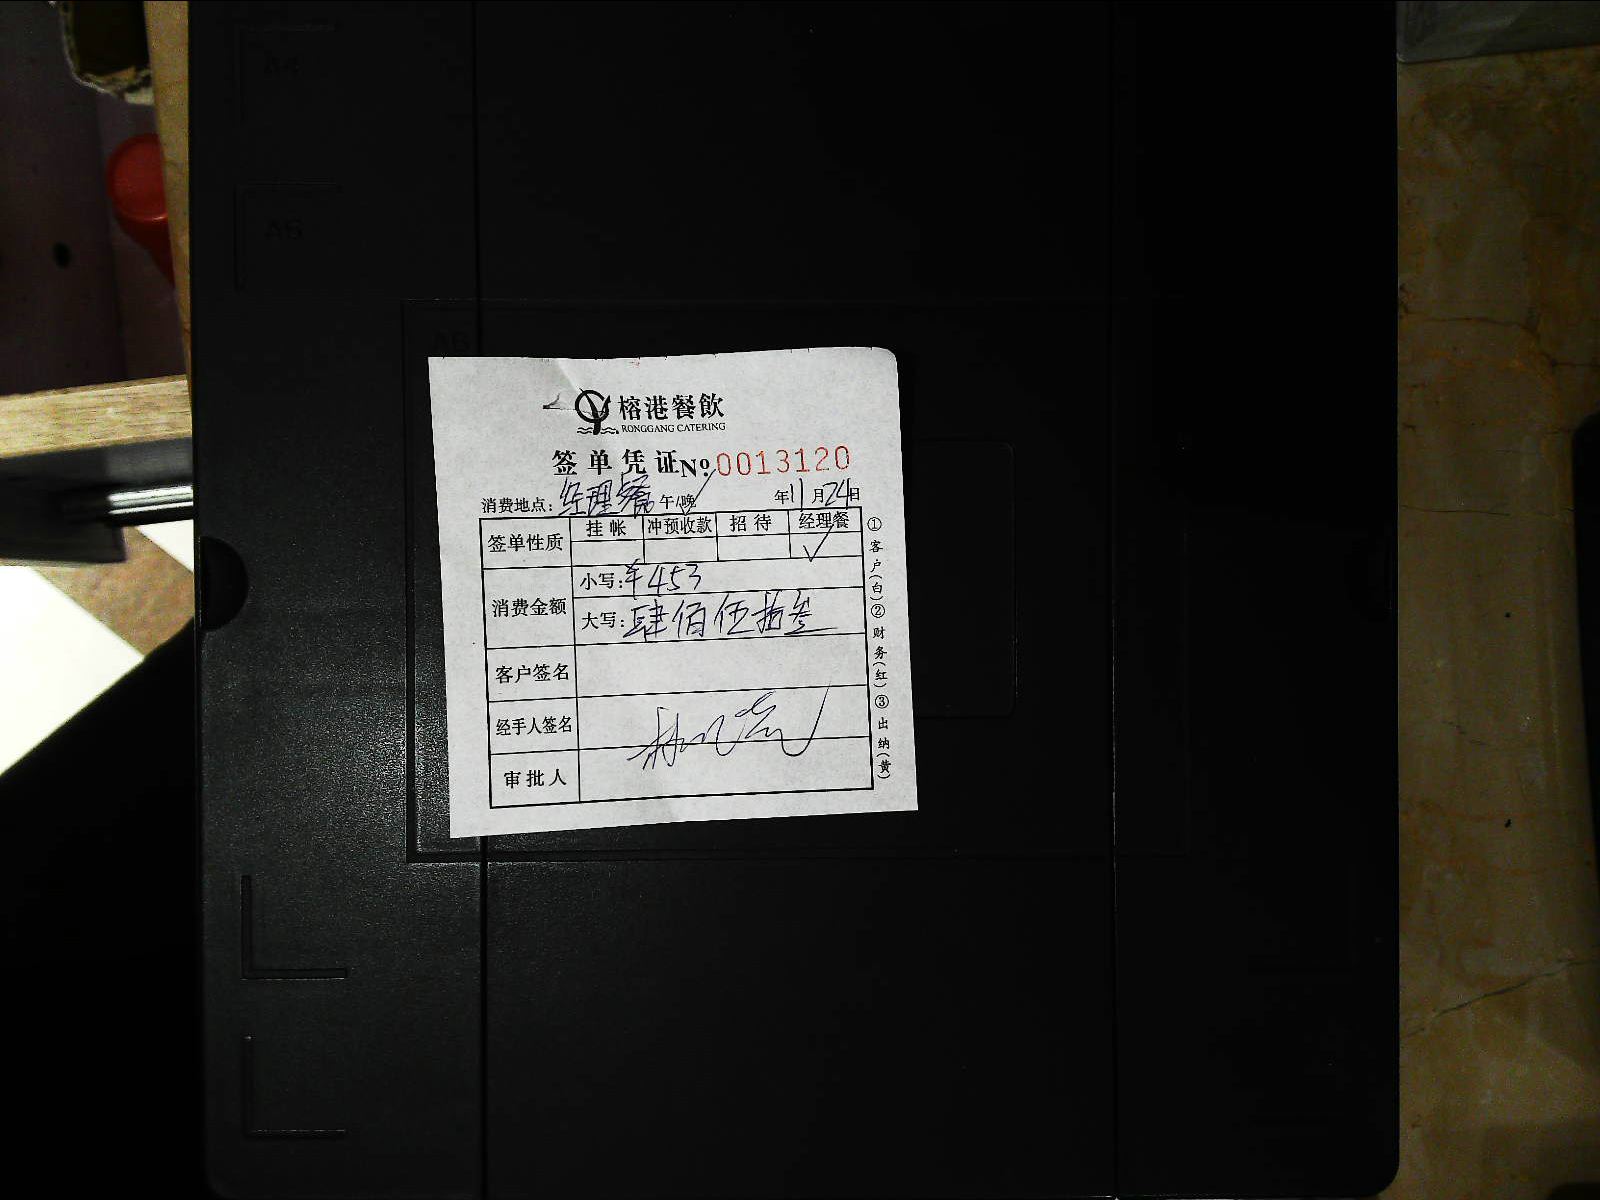 A4
A5
A6
榕港餐飲
RONGGANG CATERING
签单凭证 Nº 0013120
消费地点: 经理餐 午/晚 年11月24日
签单性质 挂帐 冲预收款 招待 经理餐
✓
消费金额 小写: ¥453
大写: 肆佰伍拾叁
客户签名
经手人签名
审批人
①客户(白)②财务(红)③出纳(黄)